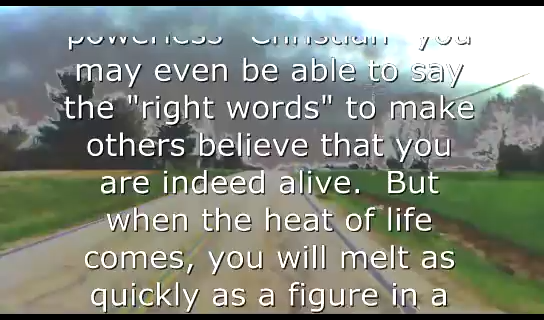 powerless "Christian" you
may even be able to say
the "right words" to make
others believe that you
are indeed alive.  But
when the heat of life
comes, you will melt as
quickly as a figure in a